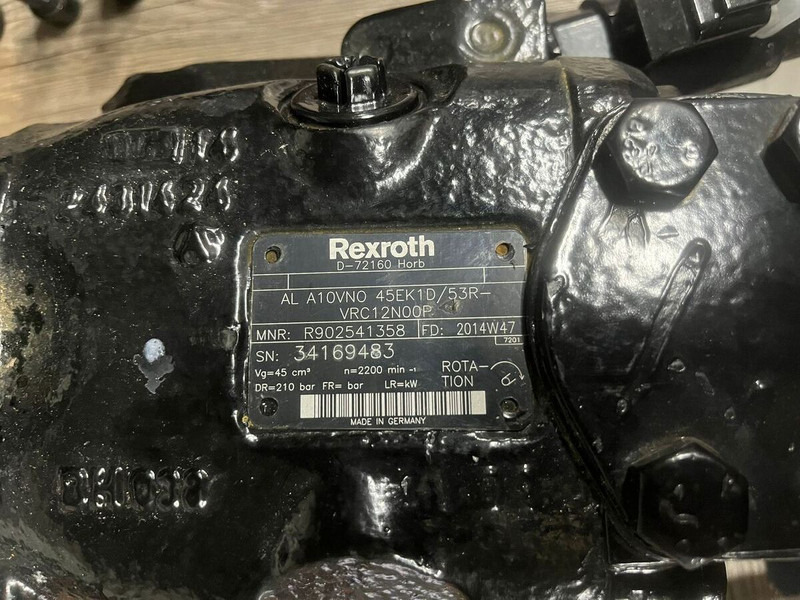 Rexroth
D-72160 Horb
AL A10VNO 45EK1D/53R-
VRC12N00P
MNR: R902541358 FD: 2014W47
7201
SN: 34169483
Vg=45 cm³ n=2200 min⁻¹
DR=210 bar FR= bar LR=kW
ROTA-
TION
MADE IN GERMANY